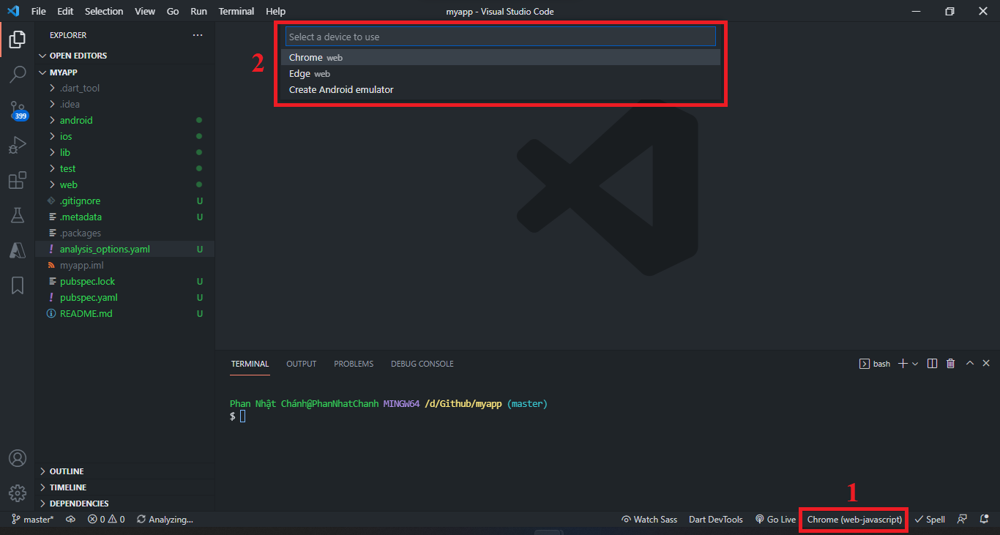 File Edit Selection View Go Run Terminal Help
myapp - Visual Studio Code
EXPLORER
OPEN EDITORS
MYAPP
.dart_tool
.idea
android
ios
lib
test
web
.gitignore U
.metadata U
.packages
! analysis_options.yaml U
myapp.iml
pubspec.lock U
! pubspec.yaml U
README.md U
OUTLINE
TIMELINE
DEPENDENCIES
399
2
Select a device to use
Chrome web
Edge web
Create Android emulator
TERMINAL OUTPUT PROBLEMS DEBUG CONSOLE
bash
Phan Nhật Chánh@PhanNhatChanh MINGW64 /d/Github/myapp (master)
$
1
master* 0 0 Analyzing... Watch Sass Dart DevTools Go Live Chrome (web-javascript) Spell